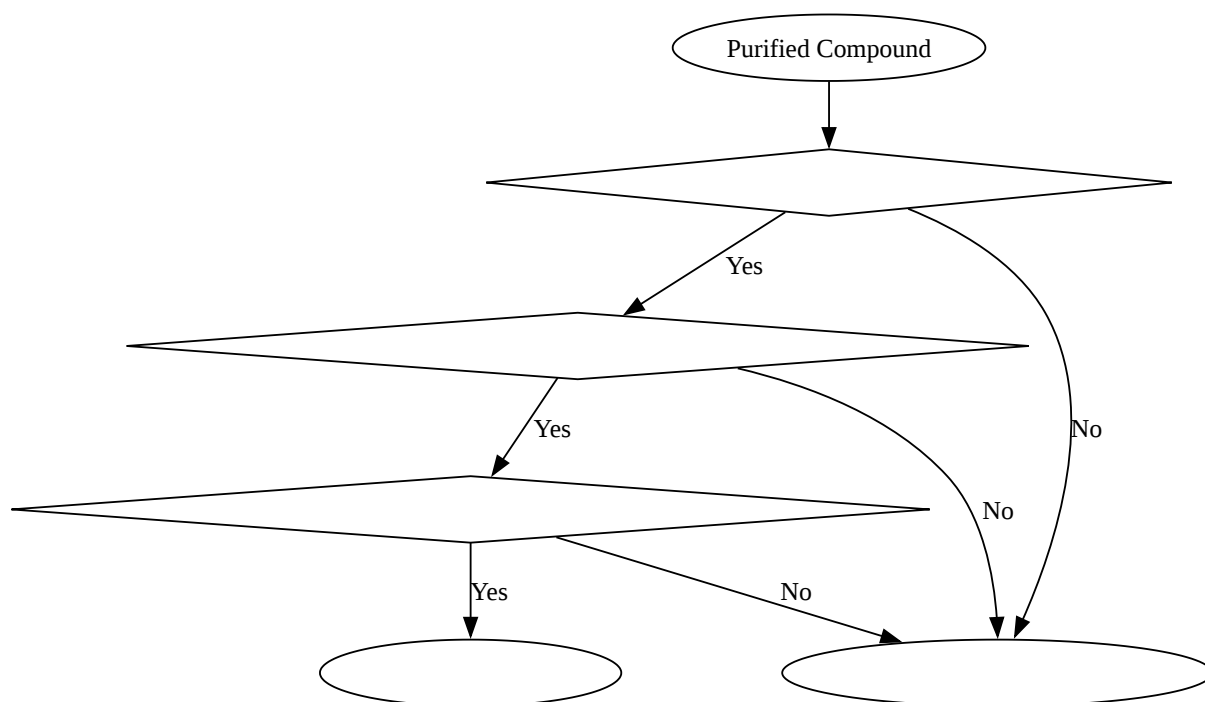 Purified Compound
Yes
Yes
No
No
Yes
No